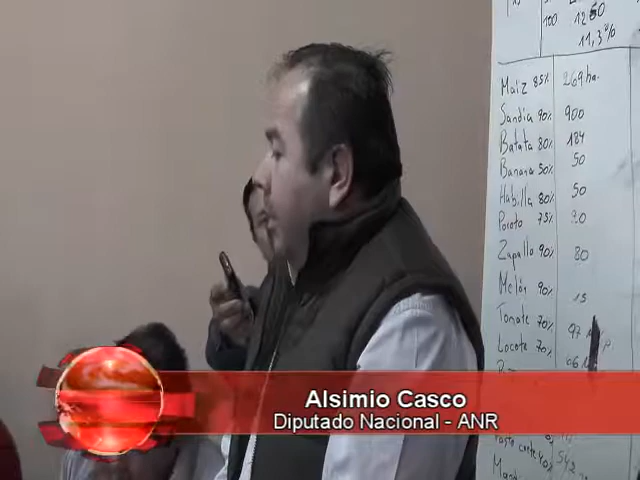 100 1250
11,3%
Maiz 85% 269 ha.
Sandia 90% 900
Batata 80% 184
Banana 50% 50
Habilla 80% 50
Poroto 75%
Zapallo 90% 80
Melón 90% 15
Tomate 70% 97
Locote 70%
Alsimio Casco
Diputado Nacional - ANR